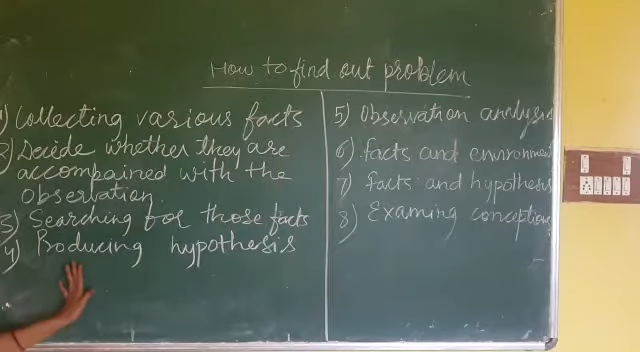 How to find out problem
1) Collecting various facts
2) Decide whether they are
accompained with the
observation.
3) Searching for those facts
4) Producing hypothesis
5) Observation analysis
6) facts and environment
7) facts and hypothesis
8) Examing conceptions